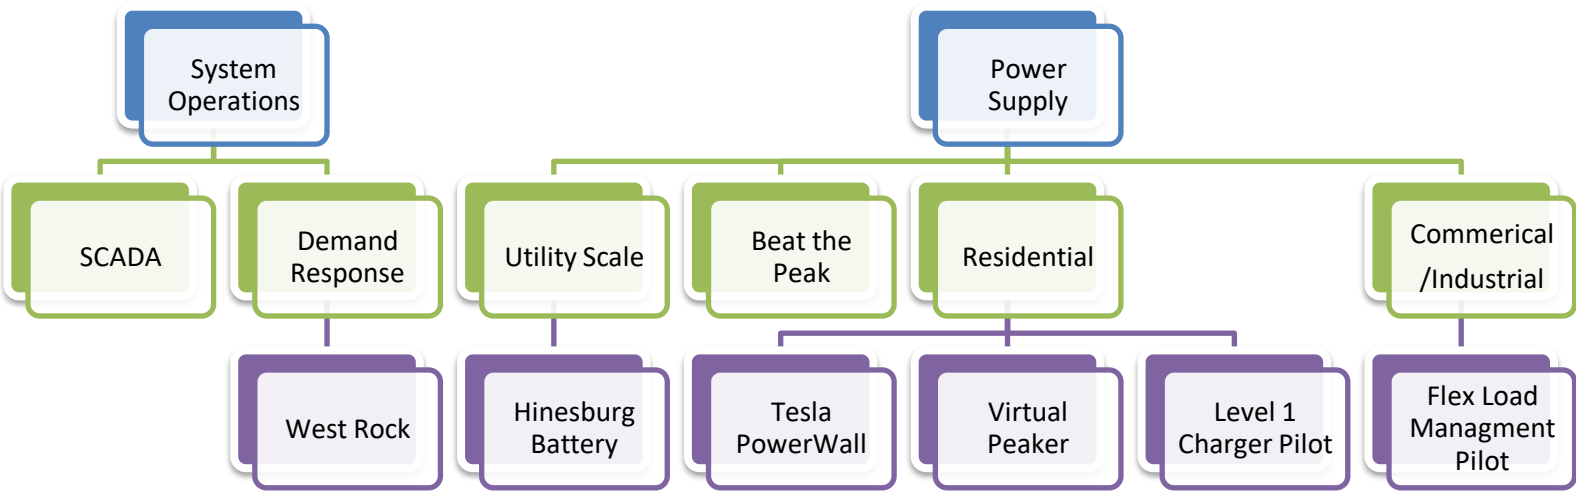 System
Operations
Power
Supply
SCADA
Demand
Response
Utility Scale
Beat the
Peak
Residential
Commerical
/Industrial
West Rock
Hinesburg
Battery
Tesla
PowerWall
Virtual
Peaker
Level 1
Charger Pilot
Flex Load
Managment
Pilot